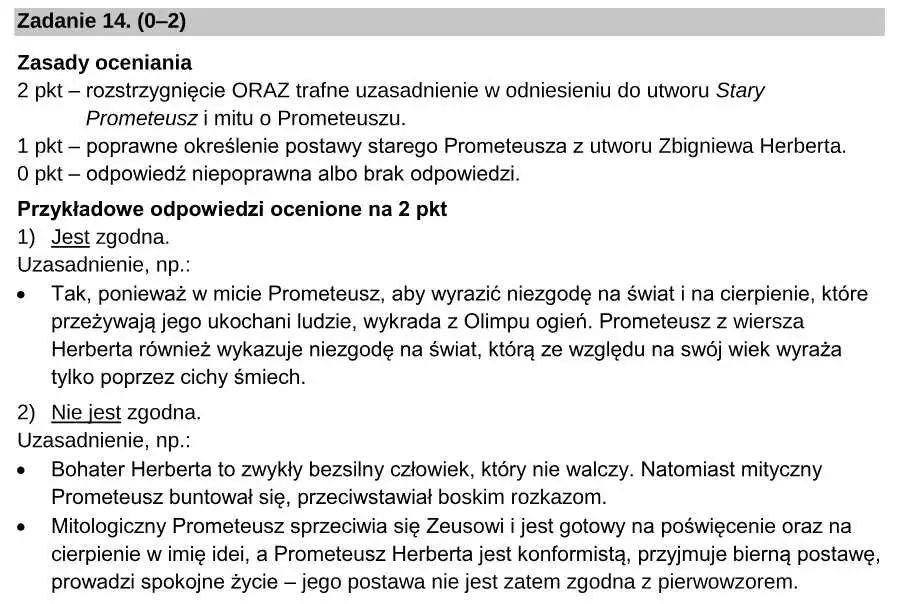 Zadanie 14. (0–2)
Zasady oceniania
2 pkt – rozstrzygnięcie ORAZ trafne uzasadnienie w odniesieniu do utworu Stary
Prometeusz i mitu o Prometeuszu.
1 pkt – poprawne określenie postawy starego Prometeusza z utworu Zbigniewa Herberta.
0 pkt – odpowiedź niepoprawna albo brak odpowiedzi.
Przykładowe odpowiedzi ocenione na 2 pkt
1) Jest zgodna.
Uzasadnienie, np.:
• Tak, ponieważ w micie Prometeusz, aby wyrazić niezgodę na świat i na cierpienie, które
przeżywają jego ukochani ludzie, wykrada z Olimpu ogień. Prometeusz z wiersza
Herberta również wykazuje niezgodę na świat, którą ze względu na swój wiek wyraża
tylko poprzez cichy śmiech.
2) Nie jest zgodna.
Uzasadnienie, np.:
• Bohater Herberta to zwykły bezsilny człowiek, który nie walczy. Natomiast mityczny
Prometeusz buntował się, przeciwstawiał boskim rozkazom.
• Mitologiczny Prometeusz sprzeciwia się Zeusowi i jest gotowy na poświęcenie oraz na
cierpienie w imię idei, a Prometeusz Herberta jest konformistą, przyjmuje bierną postawę,
prowadzi spokojne życie – jego postawa nie jest zatem zgodna z pierwowzorem.